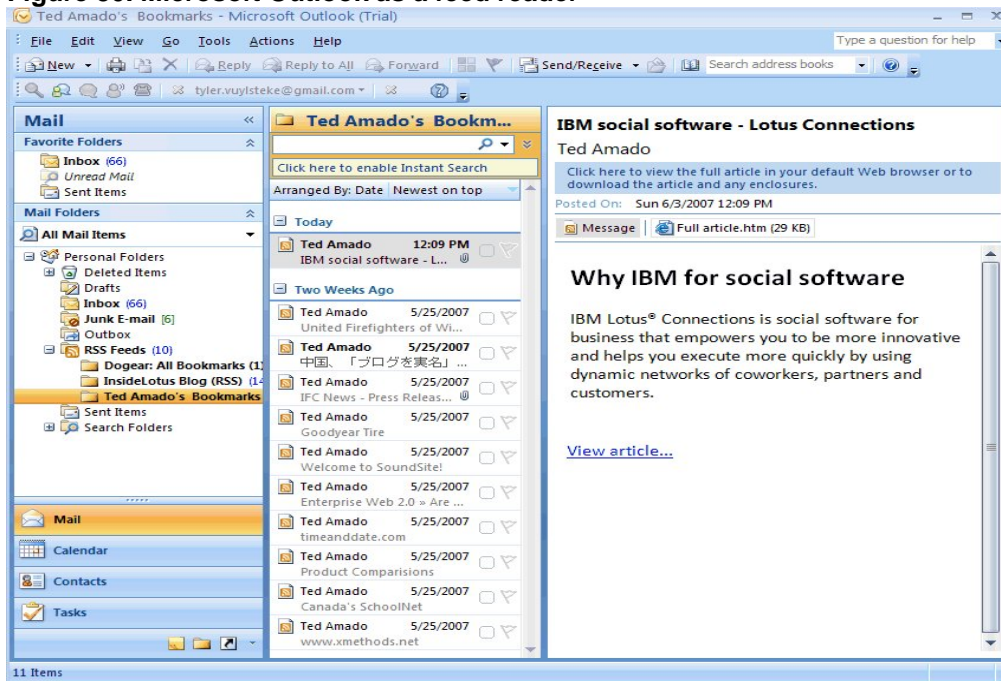 Ted Amado's Bookmarks - Microsoft Outlook (Trial)
File Edit View Go Tools Actions Help
Type a question for help
New Reply Reply to All Forward Send/Receive Search address books
tyler.vuylsteke@gmail.com
Mail
Favorite Folders
Inbox (66)
Unread Mail
Sent Items
Mail Folders
All Mail Items
Personal Folders
Deleted Items
Drafts
Inbox (66)
Junk E-mail [6]
Outbox
RSS Feeds (10)
Dogear: All Bookmarks (1)
InsideLotus Blog (RSS) (14
Ted Amado's Bookmarks
Sent Items
Search Folders
Mail
Calendar
Contacts
Tasks
11 Items
Ted Amado's Bookm...
Click here to enable Instant Search
Arranged By: Date Newest on top
Today
Ted Amado 12:09 PM
IBM social software - L...
Two Weeks Ago
Ted Amado 5/25/2007
United Firefighters of Wi...
Ted Amado 5/25/2007
中国、「ブログを実名」...
Ted Amado 5/25/2007
IFC News - Press Releas...
Ted Amado 5/25/2007
Goodyear Tire
Ted Amado 5/25/2007
Welcome to SoundSite!
Ted Amado 5/25/2007
Enterprise Web 2.0 » Are ...
Ted Amado 5/25/2007
timeanddate.com
Ted Amado 5/25/2007
Product Comparisions
Ted Amado 5/25/2007
Canada's SchoolNet
Ted Amado 5/25/2007
www.xmethods.net
IBM social software - Lotus Connections
Ted Amado
Click here to view the full article in your default Web browser or to
download the article and any enclosures.
Posted On: Sun 6/3/2007 12:09 PM
Message Full article.htm (29 KB)
Why IBM for social software
IBM Lotus® Connections is social software for
business that empowers you to be more innovative
and helps you execute more quickly by using
dynamic networks of coworkers, partners and
customers.
View article...